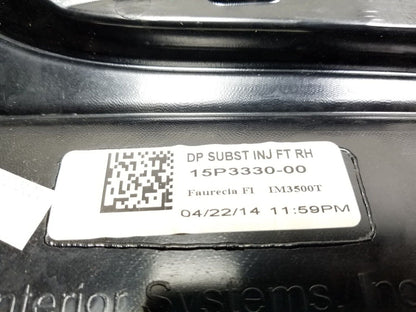 DP SUBST INJ FT RH
15P3330-00
Faurecia FI IM3500T
04/22/14 11:59PM
Interior Systems, Inc